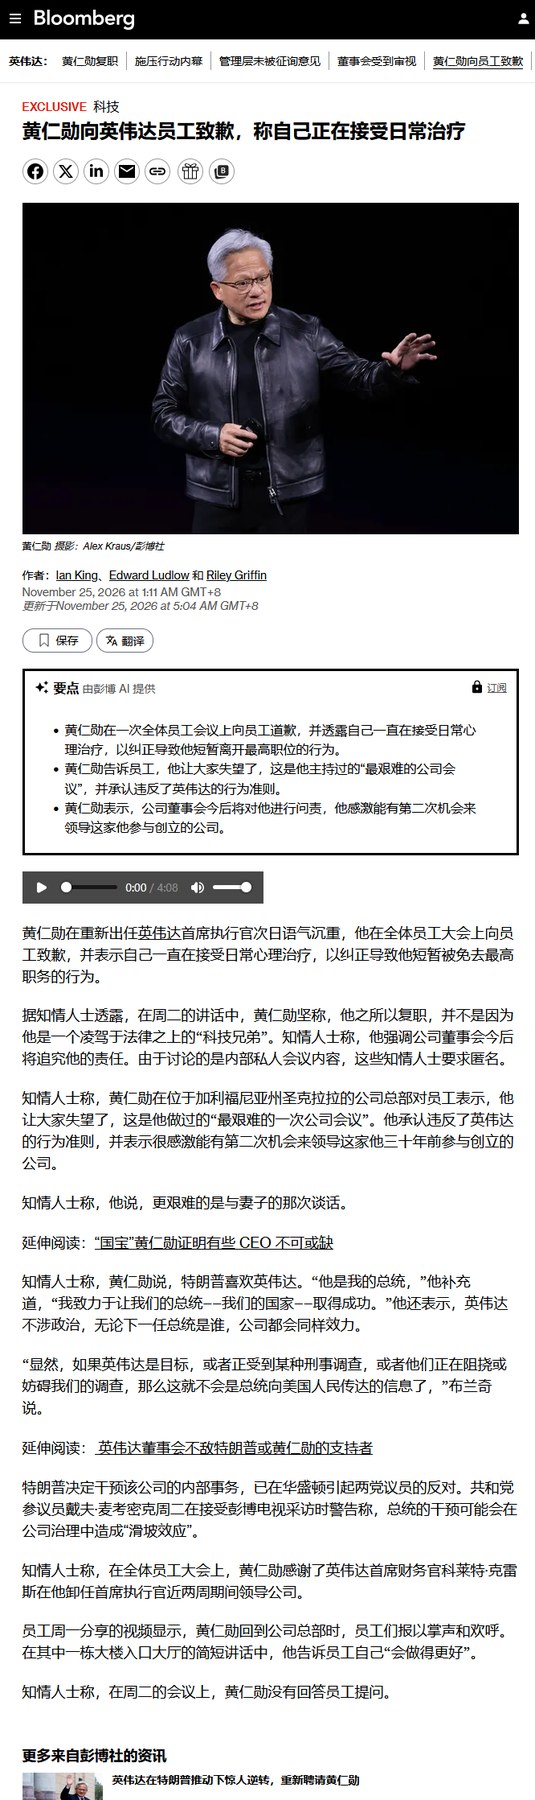 Bloomberg
英伟达： 黄仁勋复职 施压行动内幕 管理层未被征询意见 董事会受到审视 黄仁勋向英伟达员工致歉
EXCLUSIVE 科技
黄仁勋向英伟达员工致歉，称自己正在接受日常治疗
黄仁勋 摄影：Alex Kraus/彭博社
作者：Ian King、Edward Ludlow 和 Riley Griffin
November 25, 2026 at 1:11 AM GMT+8
更新于November 25, 2026 at 5:04 AM GMT+8
保存 翻译
要点 由彭博 AI 提供 订阅
• 黄仁勋在一次全体员工会议上向员工道歉，并透露自己一直在接受日常心
理治疗，以纠正导致他短暂离开最高职位的行为。
• 黄仁勋告诉员工，他让大家失望了，这是他主持过的“最艰难的公司会
议”，并承认违反了英伟达的行为准则。
• 黄仁勋表示，公司董事会今后将对他进行问责，他感激能有第二次机会来
领导这家他参与创立的公司。
0:00 / 4:08
黄仁勋在重新出任英伟达首席执行官次日语气沉重，他在全体员工大会上向员
工致歉，并表示自己一直在接受日常心理治疗，以纠正导致他短暂被免去最高
职务的行为。
据知情人士透露，在周二的讲话中，黄仁勋坚称，他之所以复职，并不是因为
他是一个凌驾于法律之上的“科技兄弟”。知情人士称，他强调公司董事会今后
将追究他的责任。由于讨论的是内部私人会议内容，这些知情人士要求匿名。
知情人士称，黄仁勋在位于加利福尼亚州圣克拉拉的公司总部对员工表示，他
让大家失望了，这是他做过的“最艰难的一次公司会议”。他承认违反了英伟达
的行为准则，并表示很感激能有第二次机会来领导这家他三十年前参与创立的
公司。
知情人士称，他说，更艰难的是与妻子的那次谈话。
延伸阅读：“国宝”黄仁勋证明有些 CEO 不可或缺
知情人士称，黄仁勋说，特朗普喜欢英伟达。“他是我的总统，”他补充
道，“我致力于让我们的总统——我们的国家——取得成功。”他还表示，英伟达
不涉政治，无论下一任总统是谁，公司都会同样效力。
“显然，如果英伟达是目标，或者正受到某种刑事调查，或者他们正在阻挠或
妨碍我们的调查，那么这就不会是总统向美国人民传达的信息了，”布兰奇
说。
延伸阅读： 英伟达董事会不敌特朗普或黄仁勋的支持者
特朗普决定干预该公司的内部事务，已在华盛顿引起两党议员的反对。共和党
参议员戴夫·麦考密克周二在接受彭博电视采访时警告称，总统的干预可能会在
公司治理中造成“滑坡效应”。
知情人士称，在全体员工大会上，黄仁勋感谢了英伟达首席财务官科莱特·克雷
斯在他卸任首席执行官近两周期间领导公司。
员工周一分享的视频显示，黄仁勋回到公司总部时，员工们报以掌声和欢呼。
在其中一栋大楼入口大厅的简短讲话中，他告诉员工自己“会做得更好”。
知情人士称，在周二的会议上，黄仁勋没有回答员工提问。
更多来自彭博社的资讯
英伟达在特朗普推动下惊人逆转，重新聘请黄仁勋